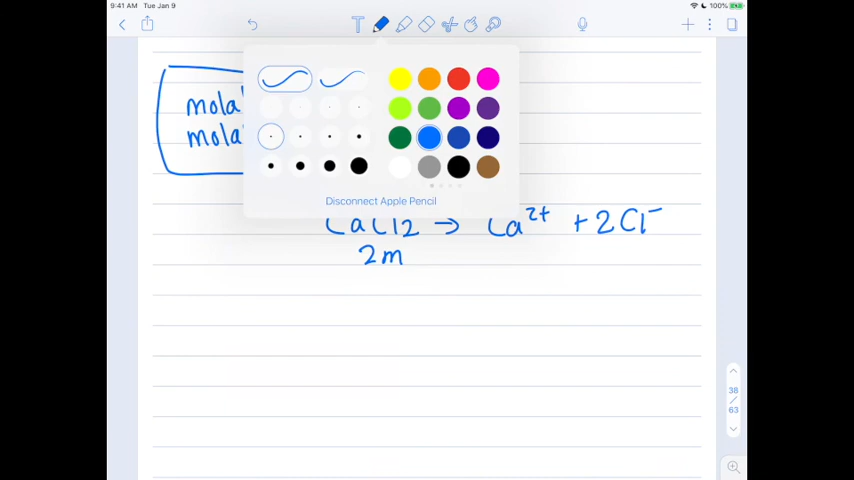 9:41 AM Tue Jan 9
100%
T
mola
mola
Disconnect Apple Pencil
CaCl2 → Ca²⁺ + 2Cl⁻
2m
38
/
63